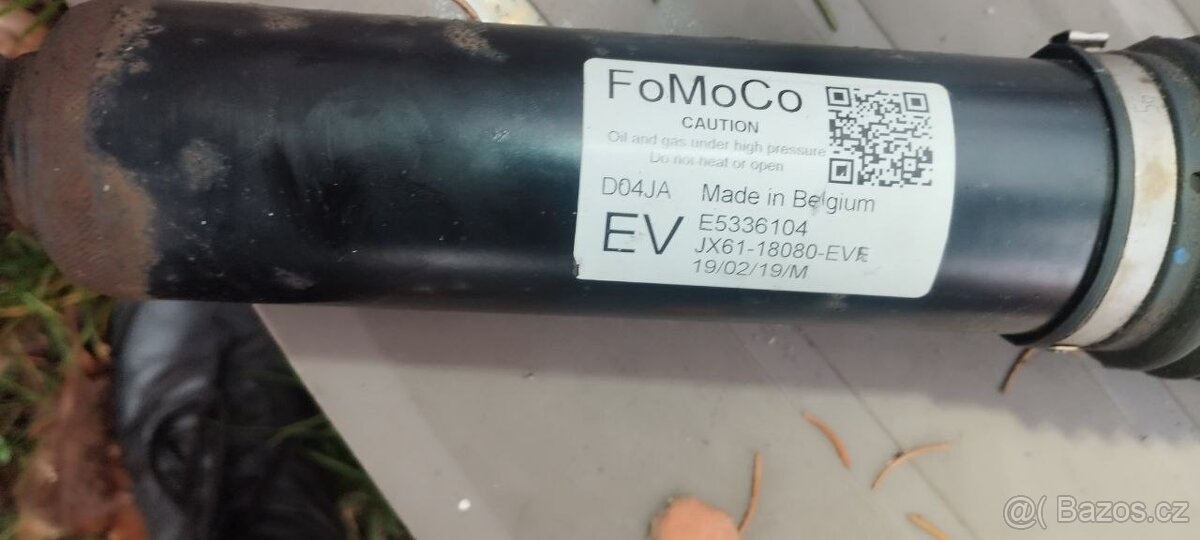 FoMoCo
CAUTION
Oil and gas under high pressure
Do not heat or open
D04JA Made in Belgium
EV
E5336104
JX61-18080-EVE
19/02/19/M
@( Bazos.cz